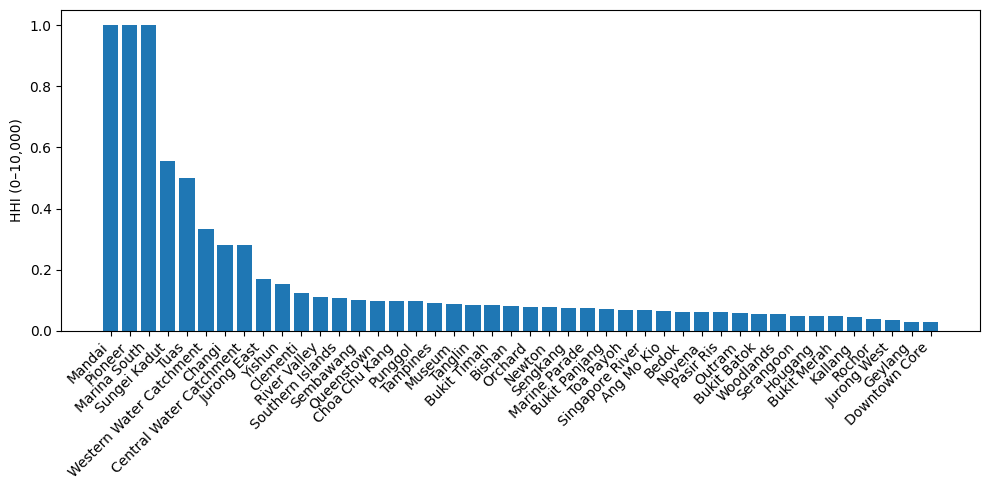 HHI (0–10,000)
1.0
0.8
0.6
0.4
0.2
0.0
Mandai
Pioneer
Marina South
Sungei Kadut
Tuas
Western Water Catchment
Changi
Central Water Catchment
Jurong East
Yishun
Clementi
River Valley
Southern Islands
Sembawang
Queenstown
Choa Chu Kang
Punggol
Tampines
Museum
Tanglin
Bukit Timah
Bishan
Orchard
Newton
Sengkang
Marine Parade
Bukit Panjang
Toa Payoh
Singapore River
Ang Mo Kio
Bedok
Novena
Pasir Ris
Outram
Bukit Batok
Woodlands
Serangoon
Hougang
Bukit Merah
Kallang
Rochor
Jurong West
Geylang
Downtown Core